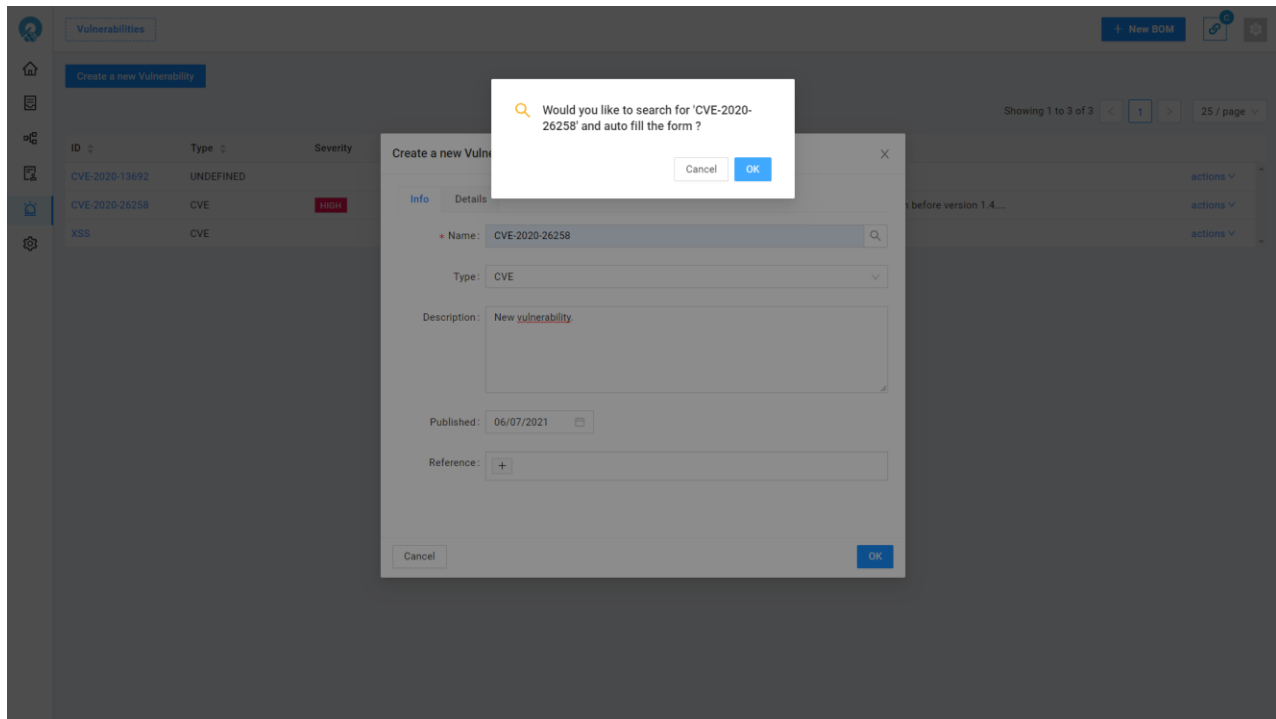 Vulnerabilities
+ New BOM
C
Create a new Vulnerability
Would you like to search for 'CVE-2020-
26258' and auto fill the form ?
Cancel
OK
Showing 1 to 3 of 3
<
1
>
25 / page
ID
Type
Severity
CVE-2020-13692
UNDEFINED
actions
CVE-2020-26258
CVE
HIGH
before version 1.4....
actions
XSS
CVE
actions
Create a new Vulne
Info
Details
* Name: CVE-2020-26258
Type: CVE
Description: New vulnerability.
Published: 06/07/2021
Reference: +
Cancel
OK